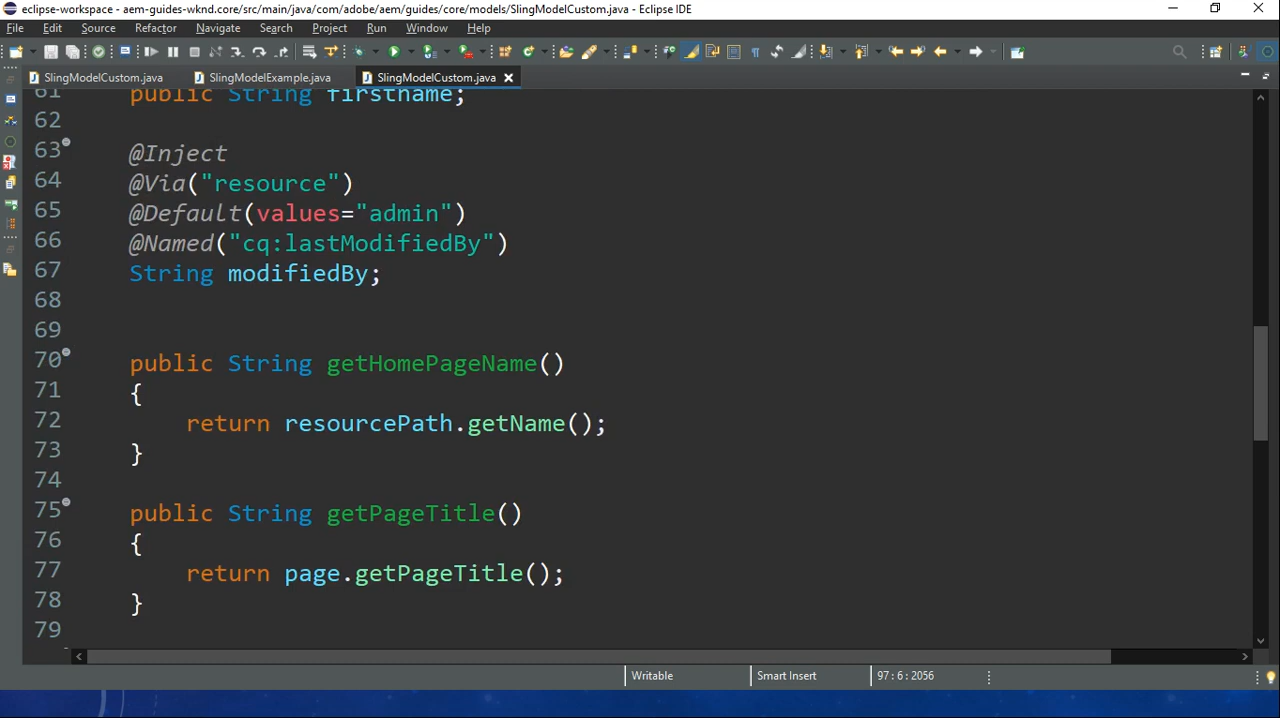 eclipse-workspace - aem-guides-wknd.core/src/main/java/com/adobe/aem/guides/core/models/SlingModelCustom.java - Eclipse IDE
File Edit Source Refactor Navigate Search Project Run Window Help
SlingModelCustom.java SlingModelExample.java SlingModelCustom.java
61 public String firstname;
62
63 @Inject
64 @Via("resource")
65 @Default(values="admin")
66 @Named("cq:lastModifiedBy")
67 String modifiedBy;
68
69
70 public String getHomePageName()
71 {
72 return resourcePath.getName();
73 }
74
75 public String getPageTitle()
76 {
77 return page.getPageTitle();
78 }
79
Writable Smart Insert 97 : 6 : 2056